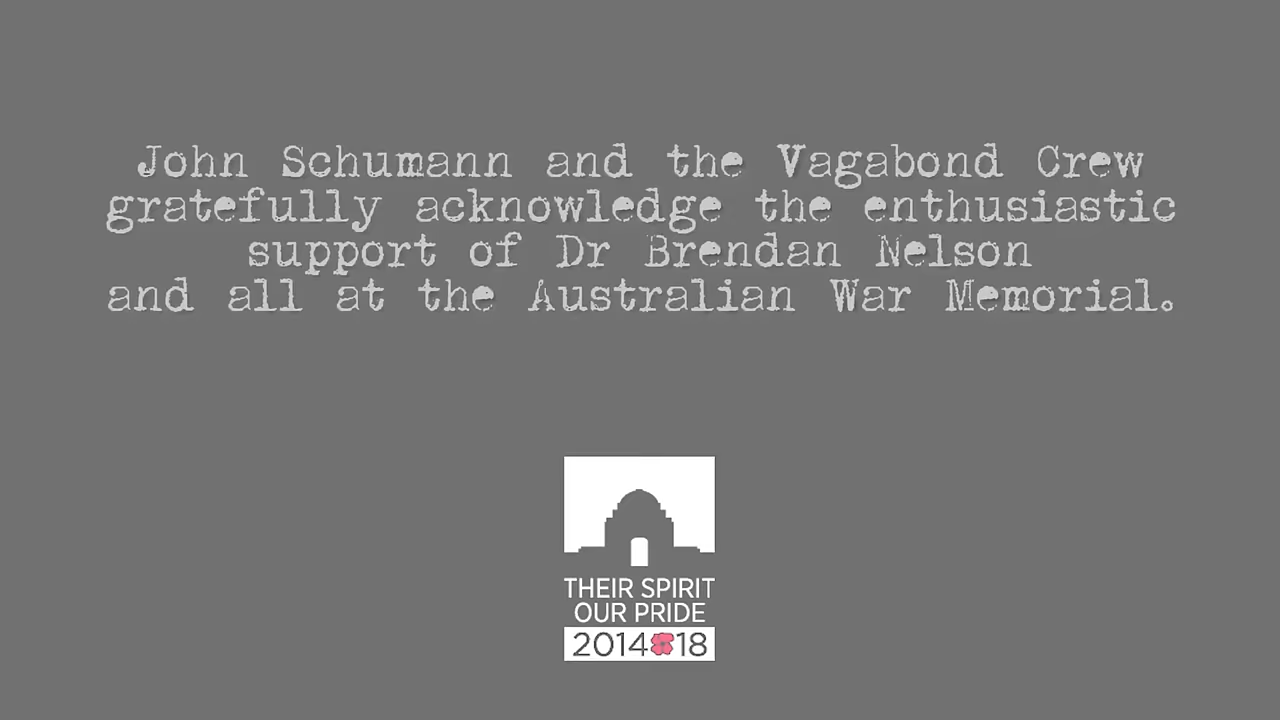 John Schumann and the Vagabond Crew
gratefully acknowledge the enthusiastic
support of Dr Brendan Nelson
and all at the Australian War Memorial.
THEIR SPIRIT
OUR PRIDE
2014 18